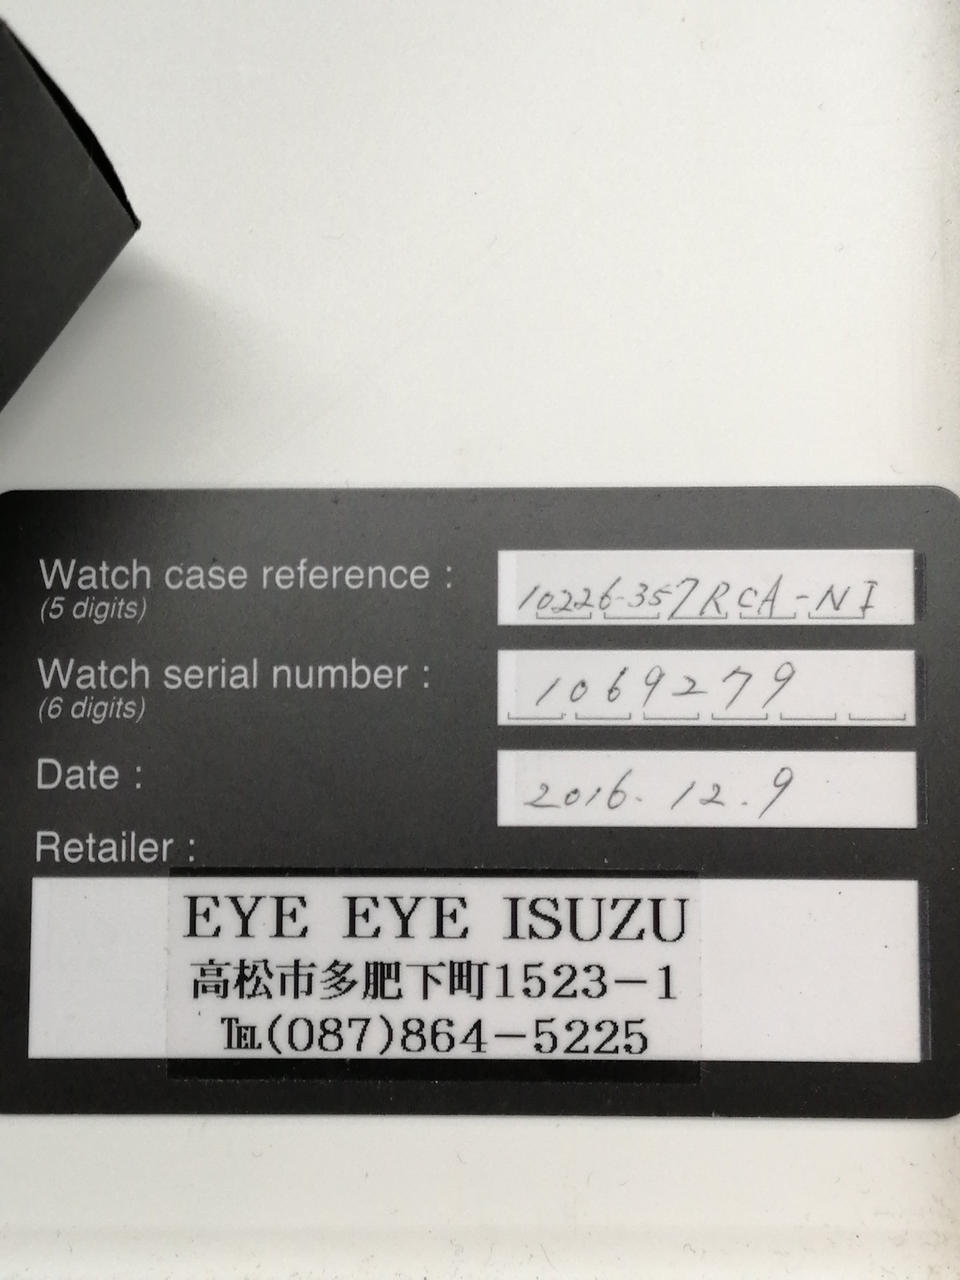 Watch case reference : 10226-357RCA-NI
(5 digits)
Watch serial number : 1069279
(6 digits)
Date : 2016.12.9
Retailer :
EYE EYE ISUZU
高松市多肥下町1523-1
℡(087)864-5225